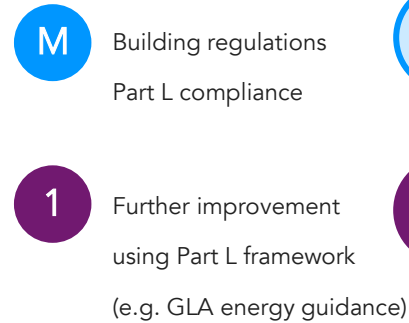 M
Building regulations
Part L compliance
1
Further improvement
using Part L framework
(e.g. GLA energy guidance)